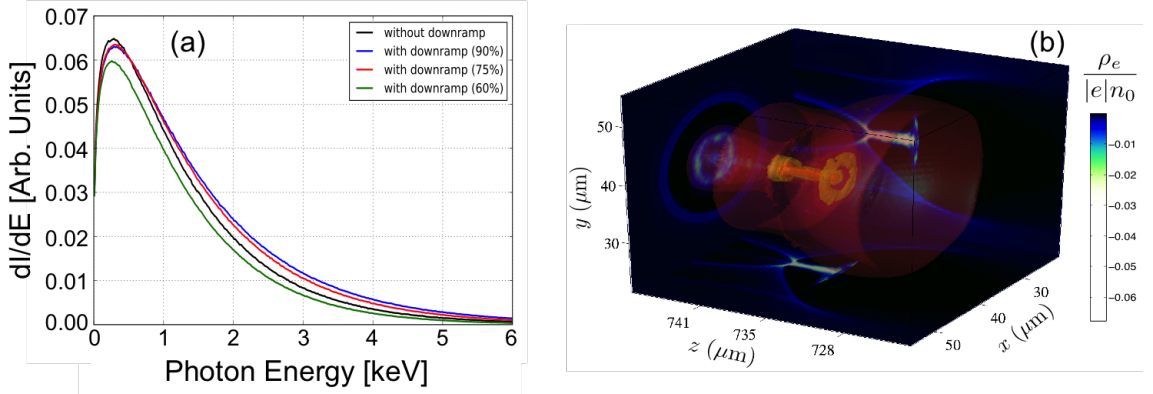 0.07
0.06
0.05
0.04
0.03
0.02
0.01
0.00
dI/dE [Arb. Units]
(a)
without downramp
with downramp (90%)
with downramp (75%)
with downramp (60%)
0 1 2 3 4 5 6
Photon Energy [keV]
(b)
ρe
|e|n0
−0.01
−0.02
−0.03
−0.04
−0.05
−0.06
50
40
30
y (μm)
741 735 728
z (μm)
50 40 30
x (μm)